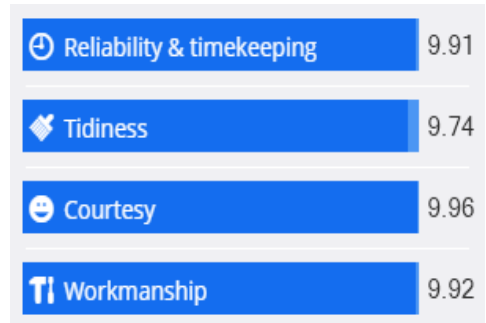 Reliability & timekeeping 9.91
Tidiness 9.74
Courtesy 9.96
Workmanship 9.92